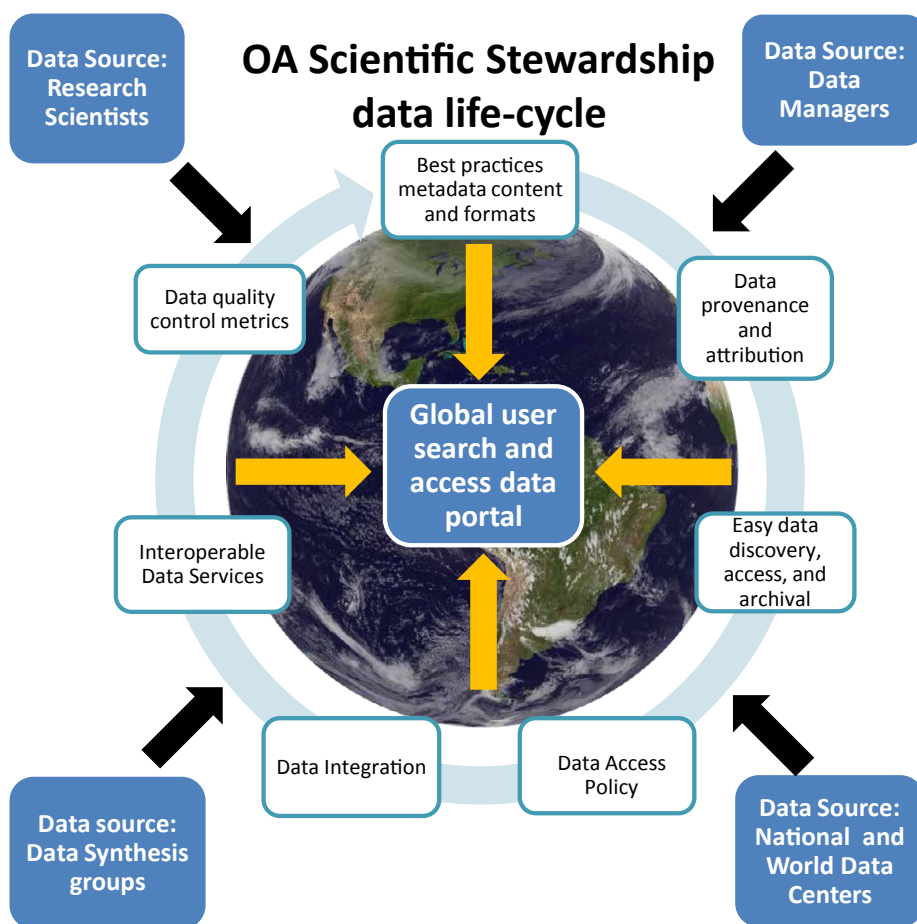 Data Source:
Research
Scientists
OA Scientific Stewardship
data life-cycle
Data Source:
Data
Managers
Best practices
metadata content
and formats
Data quality
control metrics
Data
provenance
and
attribution
Global user
search and
access data
portal
Interoperable
Data Services
Easy data
discovery,
access, and
archival
Data Integration
Data Access
Policy
Data source:
Data Synthesis
groups
Data Source:
National and
World Data
Centers